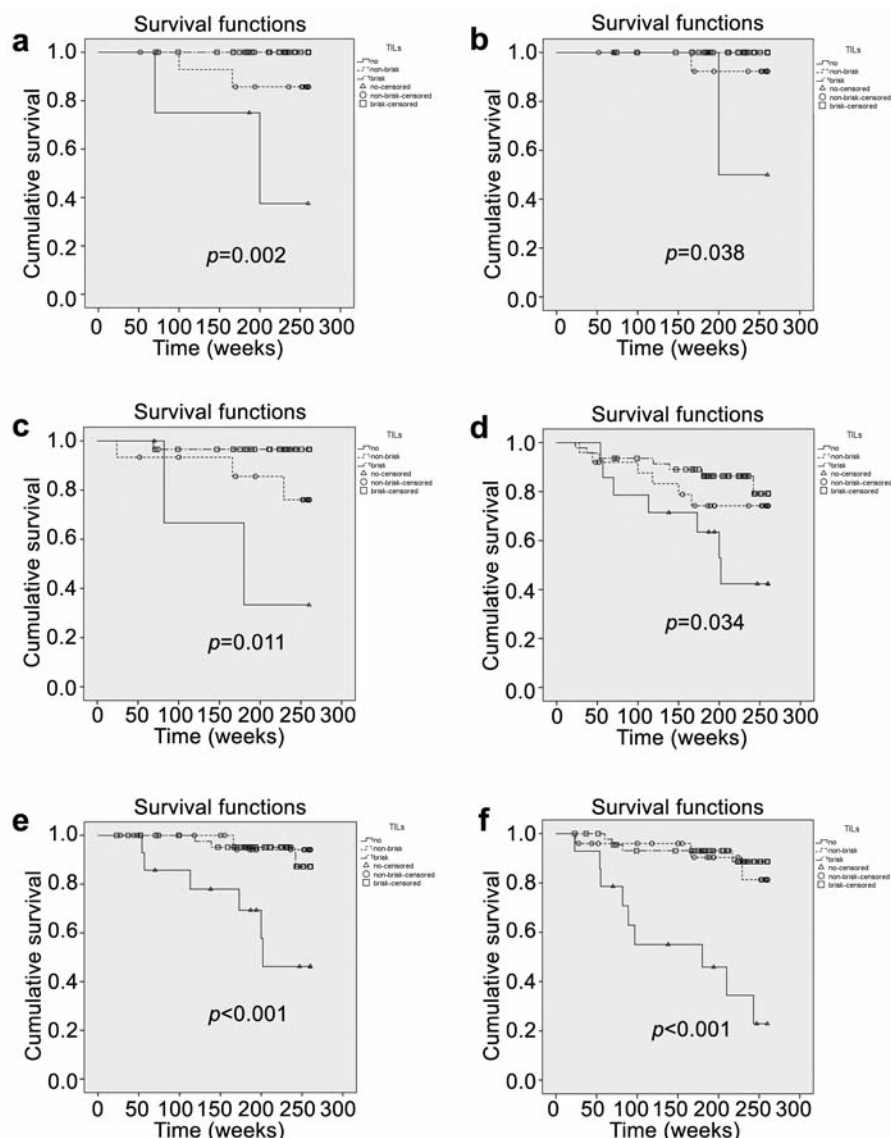 a
Survival functions
Cumulative survival
1.0
0.8
0.6
0.4
0.2
0.0
p=0.002
0 50 100 150 200 250 300
Time (weeks)
TILs
no
non-brisk
brisk
no-censored
non-brisk-censored
brisk-censored
b
Survival functions
Cumulative survival
1.0
0.8
0.6
0.4
0.2
0.0
p=0.038
0 50 100 150 200 250 300
Time (weeks)
TILs
no
non-brisk
brisk
no-censored
non-brisk-censored
brisk-censored
c
Survival functions
Cumulative survival
1.0
0.8
0.6
0.4
0.2
0.0
p=0.011
0 50 100 150 200 250 300
Time (weeks)
TILs
no
non-brisk
brisk
no-censored
non-brisk-censored
brisk-censored
d
Survival functions
Cumulative survival
1.0
0.8
0.6
0.4
0.2
0.0
p=0.034
0 50 100 150 200 250 300
Time (weeks)
TILs
no
non-brisk
brisk
no-censored
non-brisk-censored
brisk-censored
e
Survival functions
Cumulative survival
1.0
0.8
0.6
0.4
0.2
0.0
p<0.001
0 50 100 150 200 250 300
Time (weeks)
TILs
no
non-brisk
brisk
no-censored
non-brisk-censored
brisk-censored
f
Survival functions
Cumulative survival
1.0
0.8
0.6
0.4
0.2
0.0
p<0.001
0 50 100 150 200 250 300
Time (weeks)
TILs
no
non-brisk
brisk
no-censored
non-brisk-censored
brisk-censored